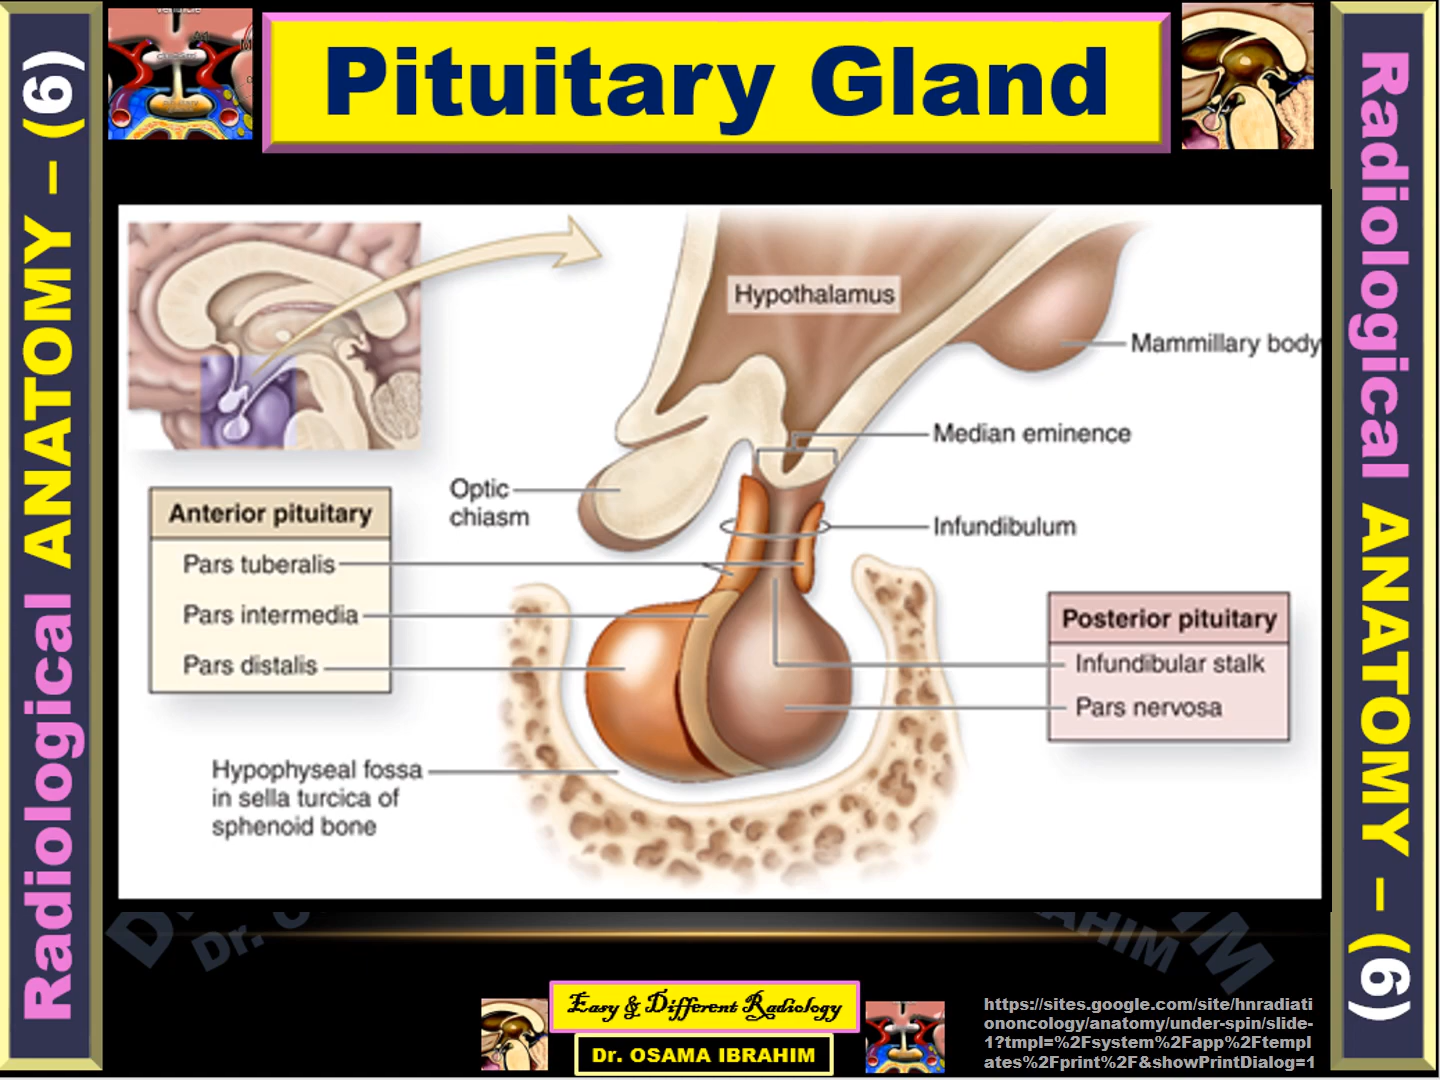 Pituitary Gland
Radiological ANATOMY – (6)
Radiological ANATOMY – (6)
Hypothalamus
Mammillary body
Median eminence
Optic
chiasm
Infundibulum
Anterior pituitary
Pars tuberalis
Pars intermedia
Pars distalis
Posterior pituitary
Infundibular stalk
Pars nervosa
Hypophyseal fossa
in sella turcica of
sphenoid bone
Easy & Different Radiology
Dr. OSAMA IBRAHIM
https://sites.google.com/site/hnradiati
ononcology/anatomy/under-spin/slide-
1?tmpl=%2Fsystem%2Fapp%2Ftempl
ates%2Fprint%2F&showPrintDialog=1